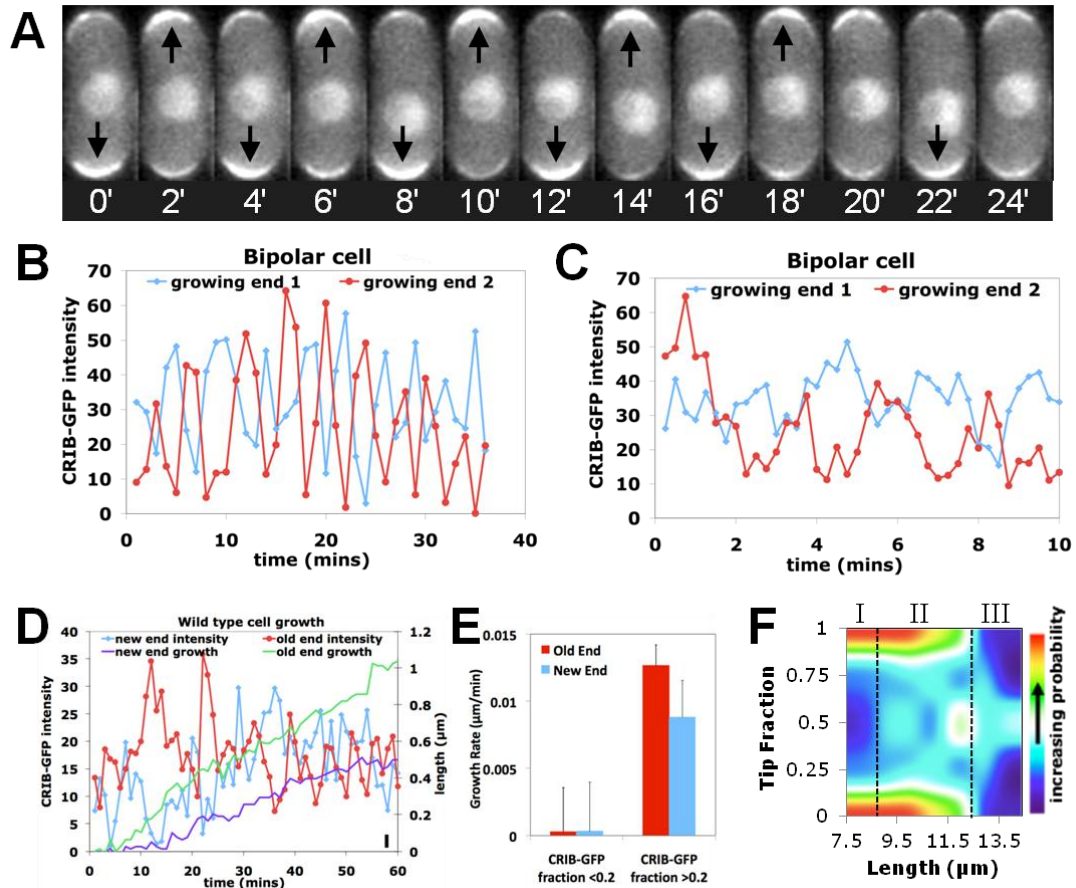 A
0' 2' 4' 6' 8' 10' 12' 14' 16' 18' 20' 22' 24'
B
Bipolar cell
growing end 1 growing end 2
CRIB-GFP intensity
70
60
50
40
30
20
10
0
0 10 20 30 40
time (mins)
C
Bipolar cell
growing end 1 growing end 2
CRIB-GFP intensity
70
60
50
40
30
20
10
0
0 2 4 6 8 10
time (mins)
D
Wild type cell growth
new end intensity old end intensity
new end growth old end growth
CRIB-GFP intensity
40
35
30
25
20
15
10
5
0
1.2
1
0.8
0.6
0.4
0.2
0
length (μm)
I
0 10 20 30 40 50 60
time (mins)
E
Old End
New End
Growth Rate (μm/min)
0.015
0.010
0.005
0
CRIB-GFP CRIB-GFP
fraction <0.2 fraction >0.2
F
I II III
Tip Fraction
1
0.75
0.5
0.25
0
7.5 9.5 11.5 13.5
Length (μm)
increasing probability